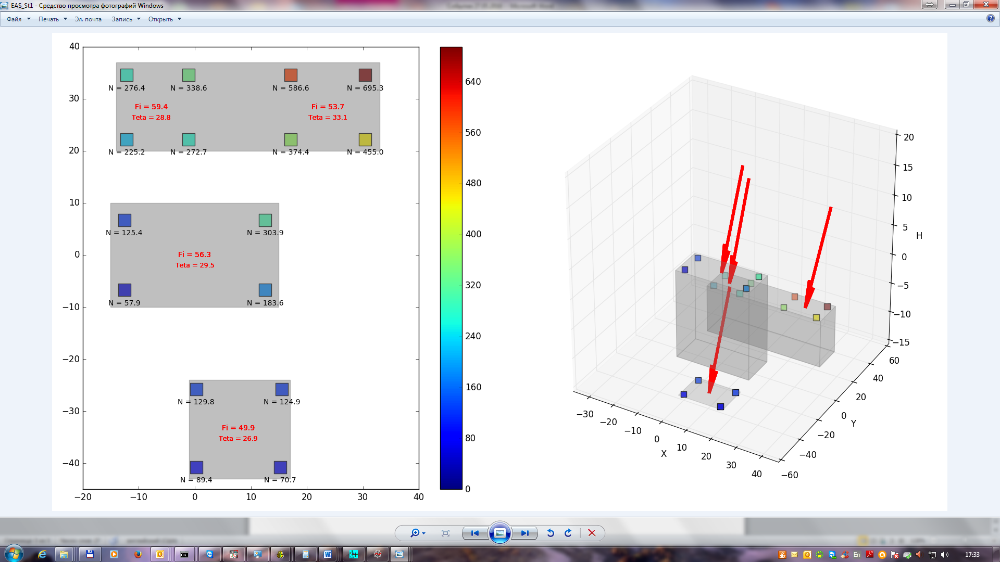 EAS_St1 - Средство просмотра фотографий Windows
Файл Печать Эл. почта Запись Открыть
40
30
20
10
0
−10
−20
−30
−40
−20 −10 0 10 20 30 40
N = 276.4 N = 338.6 N = 586.6 N = 695.3
Fi = 59.4 Fi = 53.7
Teta = 28.8 Teta = 33.1
N = 225.2 N = 272.7 N = 374.4 N = 455.0
N = 125.4 N = 303.9
Fi = 56.3
Teta = 29.5
N = 57.9 N = 183.6
N = 129.8 N = 124.9
Fi = 49.9
Teta = 26.9
N = 89.4 N = 70.7
640
560
480
400
320
240
160
80
0
20
15
10
5
0
−5
−10
−15
H
60
40
20
0
−20
−40
−60
Y
−30 −20 −10 0 10 20 30 40
X
En
17:33